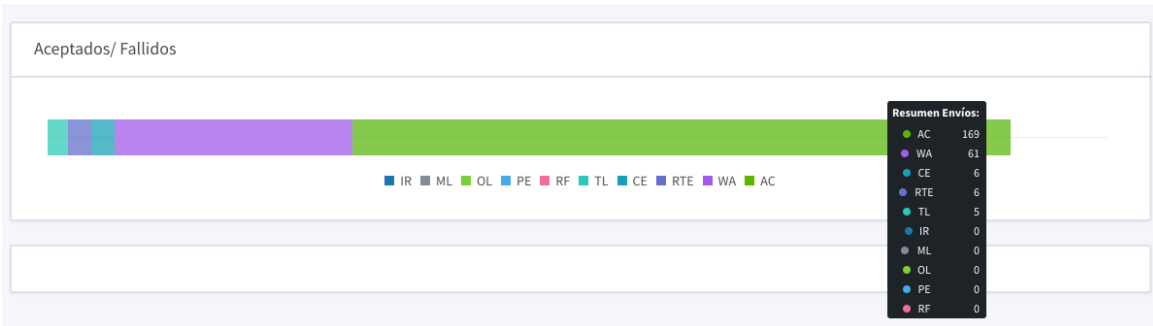 Aceptados/ Fallidos
IR ML OL PE RF TL CE RTE WA AC
Resumen Envíos:
AC 169
WA 61
CE 6
RTE 6
TL 5
IR 0
ML 0
OL 0
PE 0
RF 0